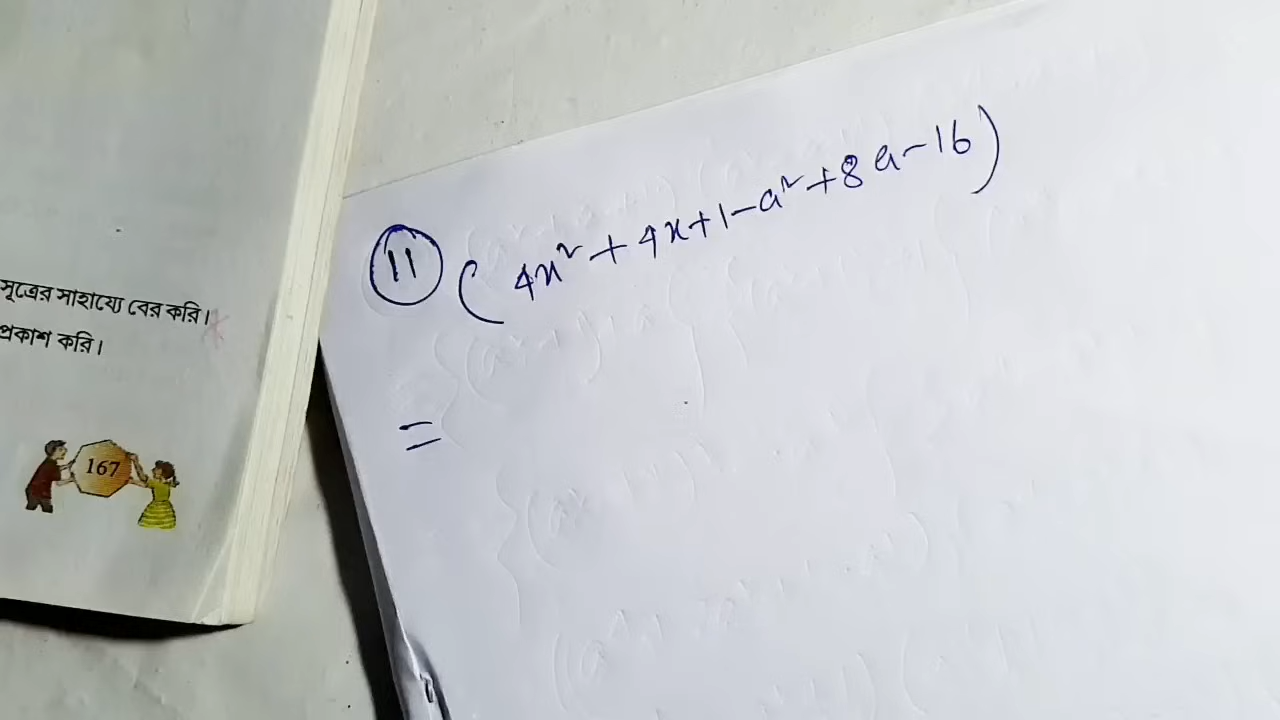 সূত্রের সাহায্যে বের করি।
প্রকাশ করি।
167
11 (4x² + 4x+1-a²+8a-16)
=